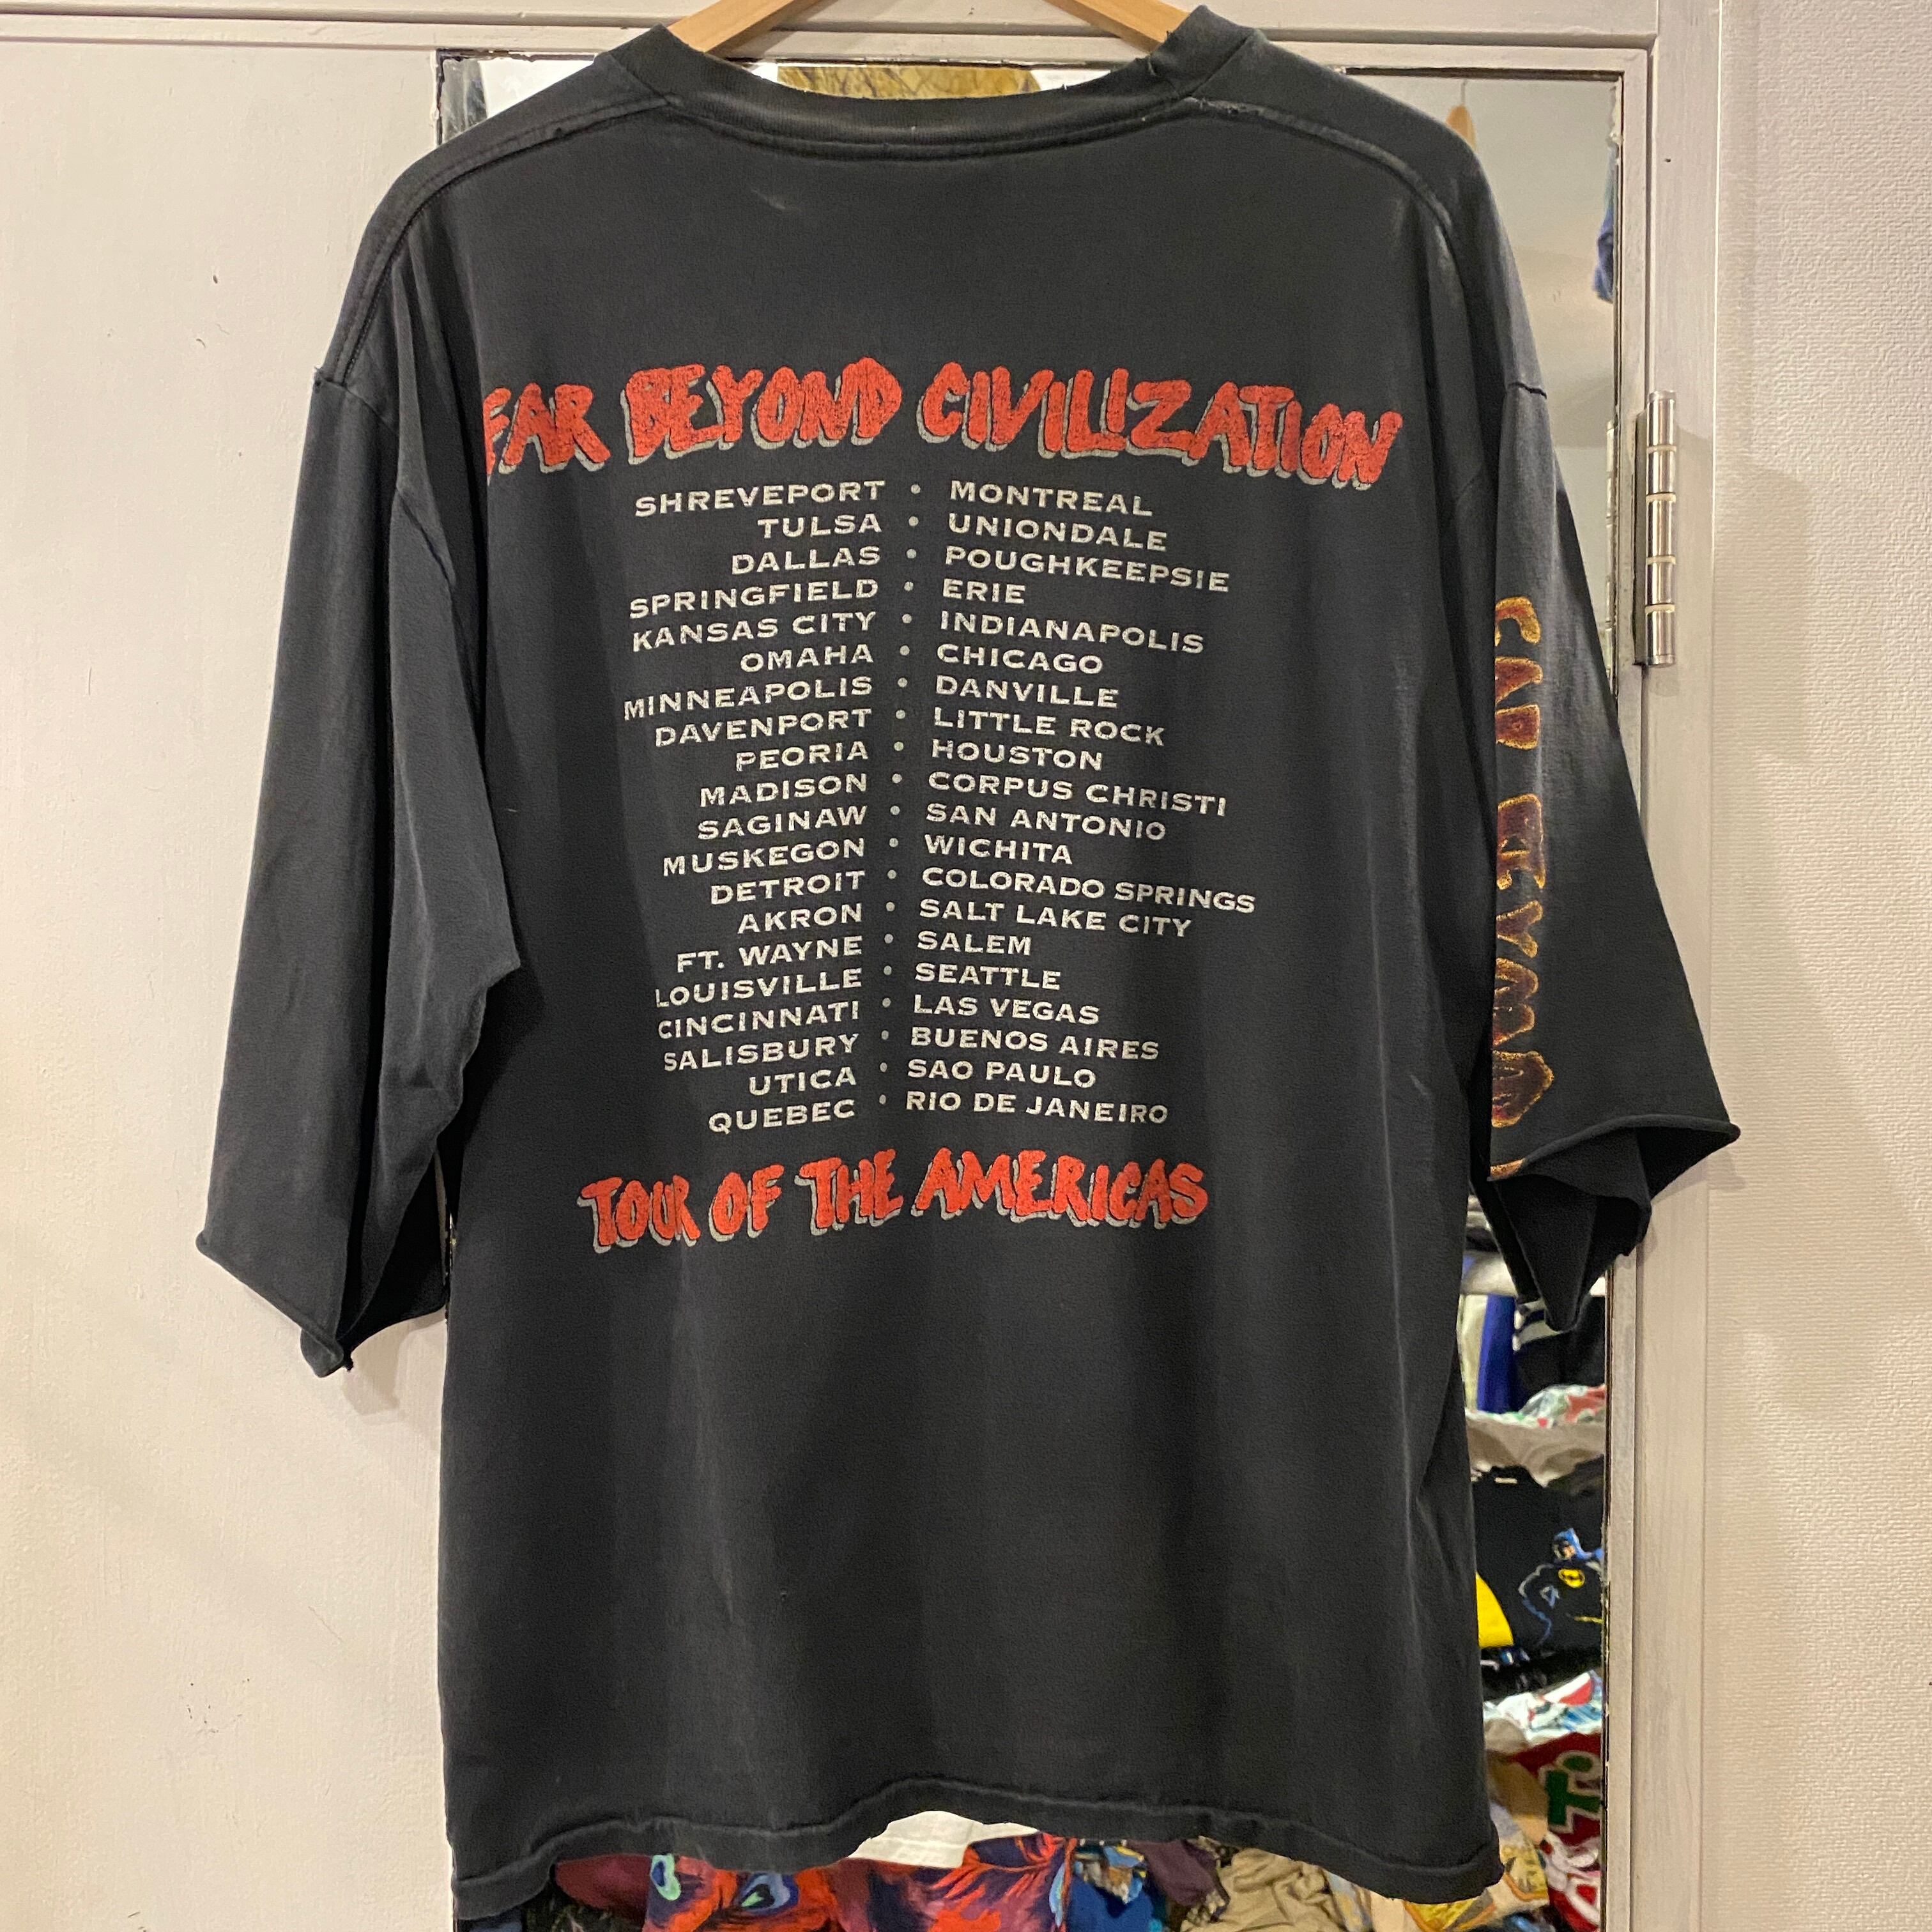 FAR BEYOND CIVILIZATION
SHREVEPORT • MONTREAL
TULSA • UNIONDALE
DALLAS • POUGHKEEPSIE
SPRINGFIELD • ERIE
KANSAS CITY • INDIANAPOLIS
OMAHA • CHICAGO
MINNEAPOLIS • DANVILLE
DAVENPORT • LITTLE ROCK
PEORIA • HOUSTON
MADISON • CORPUS CHRISTI
SAGINAW • SAN ANTONIO
MUSKEGON • WICHITA
DETROIT • COLORADO SPRINGS
AKRON • SALT LAKE CITY
FT. WAYNE • SALEM
LOUISVILLE • SEATTLE
CINCINNATI • LAS VEGAS
SALISBURY • BUENOS AIRES
UTICA • SAO PAULO
QUEBEC • RIO DE JANEIRO
TOUR OF THE AMERICAS